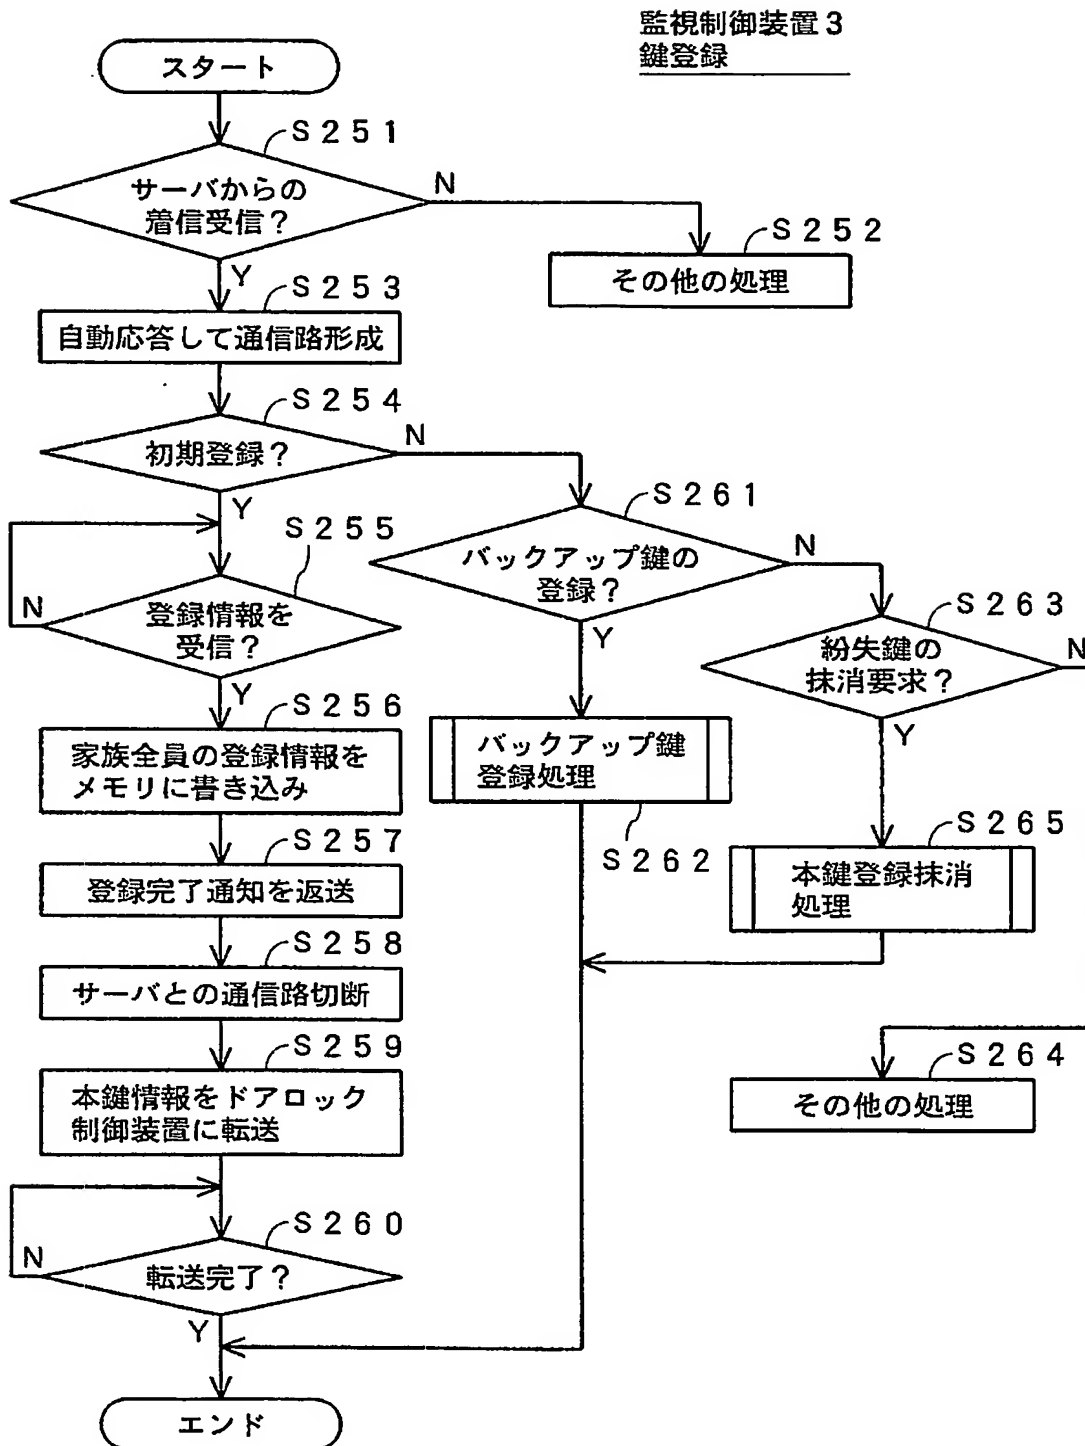 監視制御装置3
鍵登録
スタート
S251
サーバからの
着信受信?
N
Y
S252
その他の処理
S253
自動応答して通信路形成
S254
初期登録?
N
Y
S255
登録情報を
受信?
N
Y
S256
家族全員の登録情報を
メモリに書き込み
S257
登録完了通知を返送
S258
サーバとの通信路切断
S259
本鍵情報をドアロック
制御装置に転送
S260
転送完了?
N
Y
エンド
S261
バックアップ鍵の
登録?
N
Y
バックアップ鍵
登録処理
S262
S263
紛失鍵の
抹消要求?
N
Y
S265
本鍵登録抹消
処理
S264
その他の処理